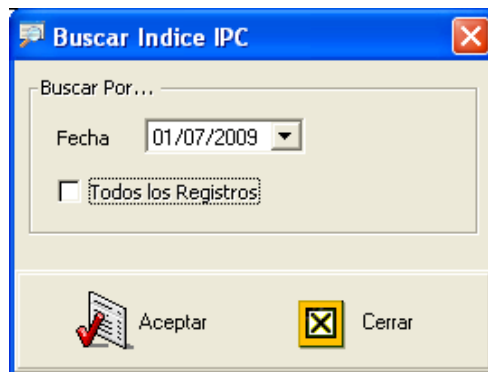 Buscar Indice IPC
Buscar Por...
Fecha 01/07/2009
Todos los Registros
Aceptar Cerrar